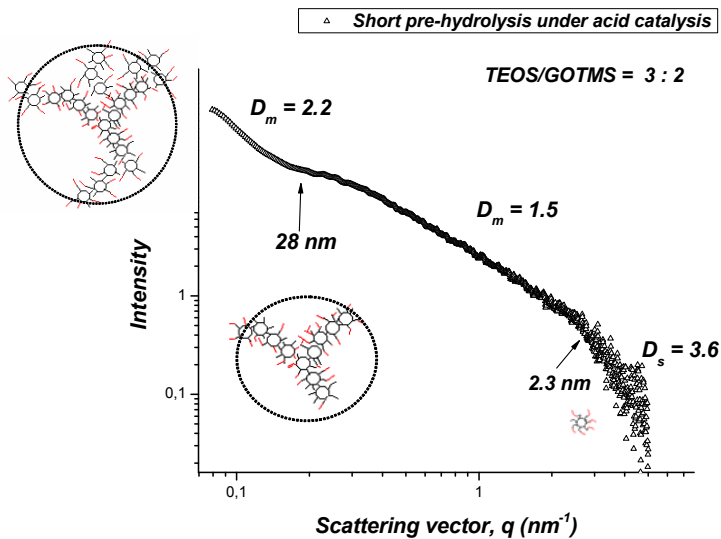 △ Short pre-hydrolysis under acid catalysis
TEOS/GOTMS = 3 : 2
D_m = 2.2
28 nm
D_m = 1.5
2.3 nm
D_s = 3.6
Intensity
1
0,1
0,1
1
Scattering vector, q (nm⁻¹)